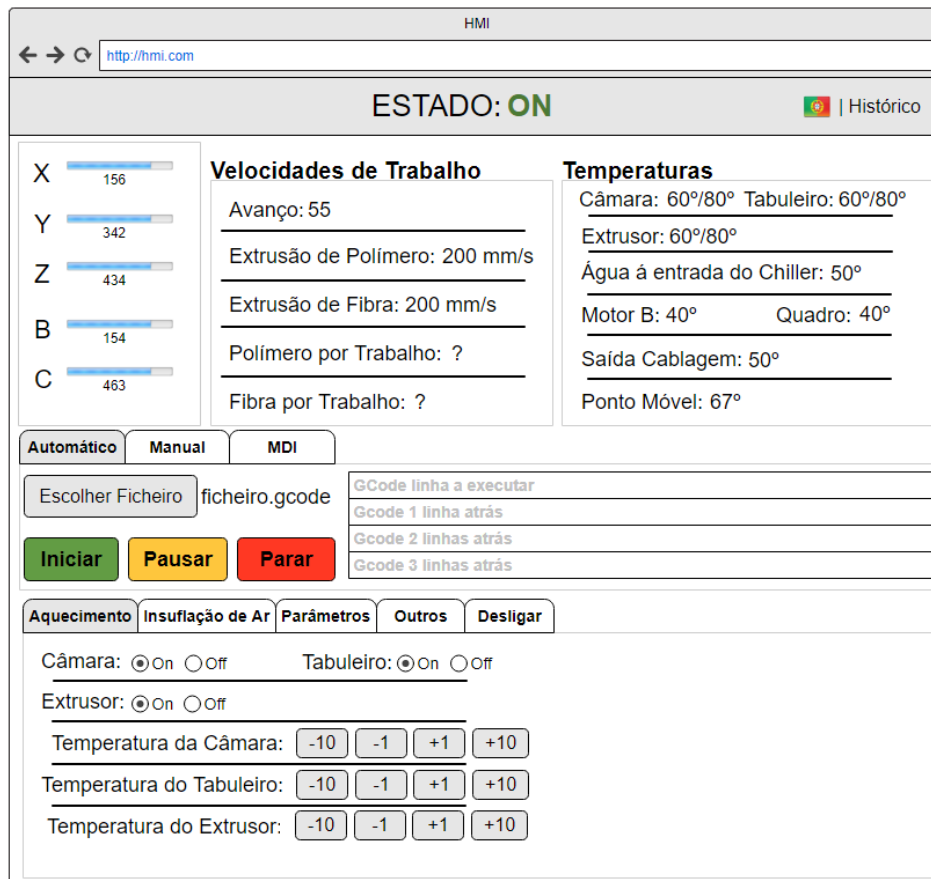 HMI
http://hmi.com
ESTADO: ON
| Histórico
X
156
Y
342
Z
434
B
154
C
463
Velocidades de Trabalho
Avanço: 55
Extrusão de Polímero: 200 mm/s
Extrusão de Fibra: 200 mm/s
Polímero por Trabalho: ?
Fibra por Trabalho: ?
Temperaturas
Câmara: 60º/80º Tabuleiro: 60º/80º
Extrusor: 60º/80º
Água á entrada do Chiller: 50º
Motor B: 40º Quadro: 40º
Saída Cablagem: 50º
Ponto Móvel: 67º
Automático Manual MDI
Escolher Ficheiro ficheiro.gcode
Iniciar Pausar Parar
GCode linha a executar
Gcode 1 linha atrás
Gcode 2 linhas atrás
Gcode 3 linhas atrás
Aquecimento Insuflação de Ar Parâmetros Outros Desligar
Câmara: On Off Tabuleiro: On Off
Extrusor: On Off
Temperatura da Câmara: -10 -1 +1 +10
Temperatura do Tabuleiro: -10 -1 +1 +10
Temperatura do Extrusor: -10 -1 +1 +10